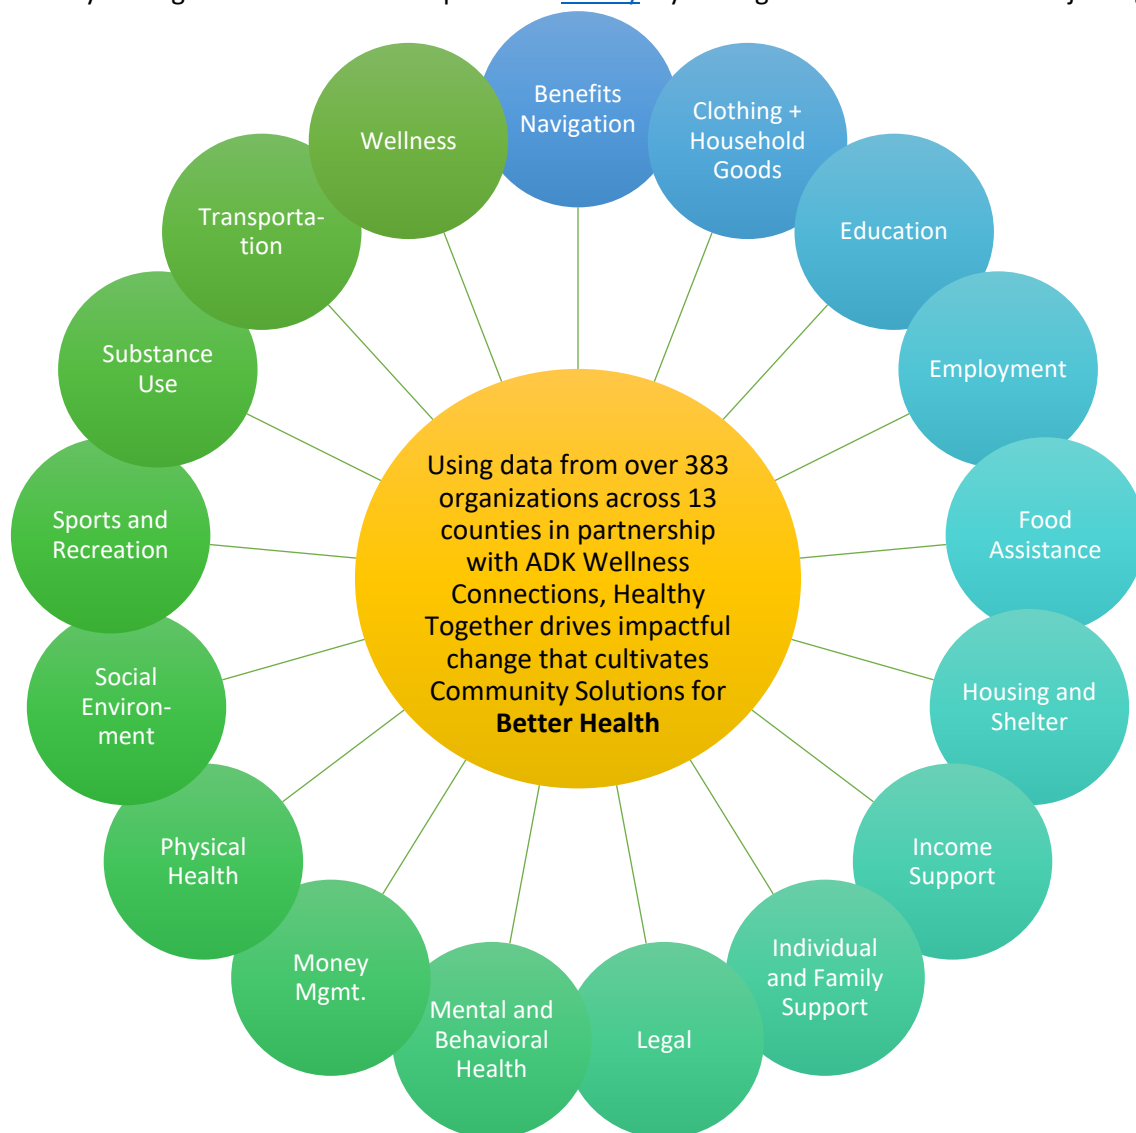 Benefits
Navigation
Clothing +
Household
Goods
Education
Employment
Food
Assistance
Housing and
Shelter
Income
Support
Individual
and Family
Support
Legal
Mental and
Behavioral
Health
Money
Mgmt.
Physical
Health
Social
Environ-
ment
Sports and
Recreation
Substance
Use
Transporta-
tion
Wellness
Using data from over 383
organizations across 13
counties in partnership
with ADK Wellness
Connections, Healthy
Together drives impactful
change that cultivates
Community Solutions for
Better Health